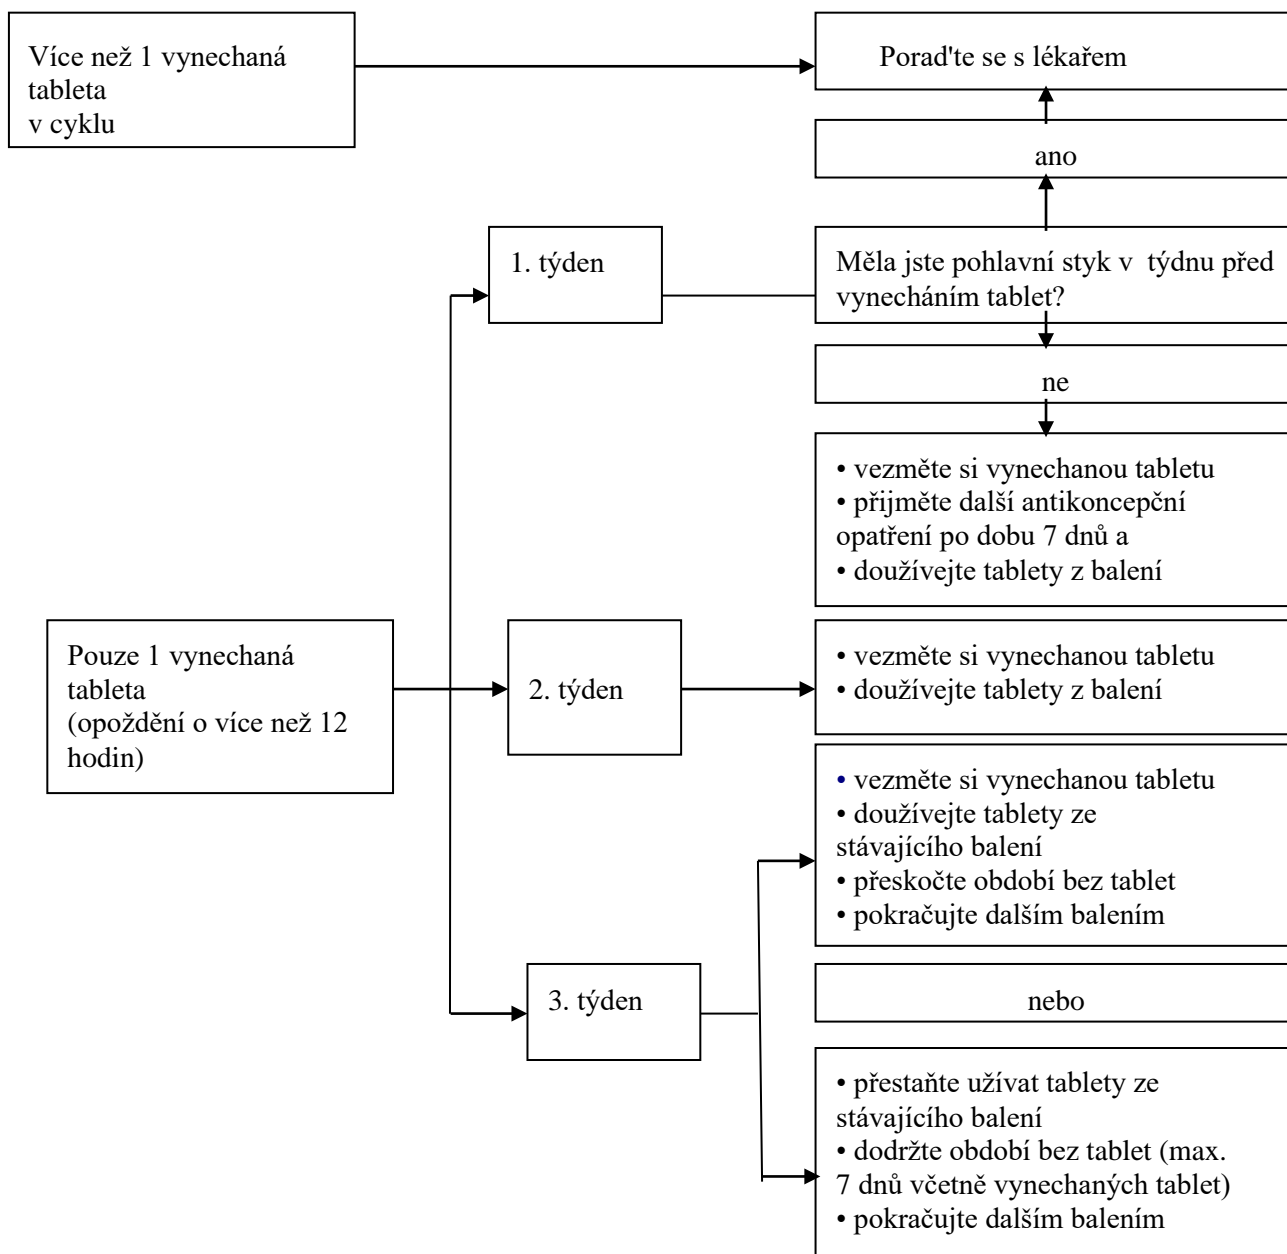 Více než 1 vynechaná
tableta
v cyklu
Porad'te se s lékařem
ano
1. týden
Měla jste pohlavní styk v týdnu před
vynecháním tablet?
ne
• vezměte si vynechanou tabletu
• přijměte další antikoncepční
opatření po dobu 7 dnů a
• doužívejte tablety z balení
Pouze 1 vynechaná
tableta
(opoždění o více než 12
hodin)
2. týden
• vezměte si vynechanou tabletu
• doužívejte tablety z balení
• vezměte si vynechanou tabletu
• doužívejte tablety ze
stávajícího balení
• přeskočte období bez tablet
• pokračujte dalším balením
3. týden
nebo
• přestaňte užívat tablety ze
stávajícího balení
• dodržte období bez tablet (max.
7 dnů včetně vynechaných tablet)
• pokračujte dalším balením